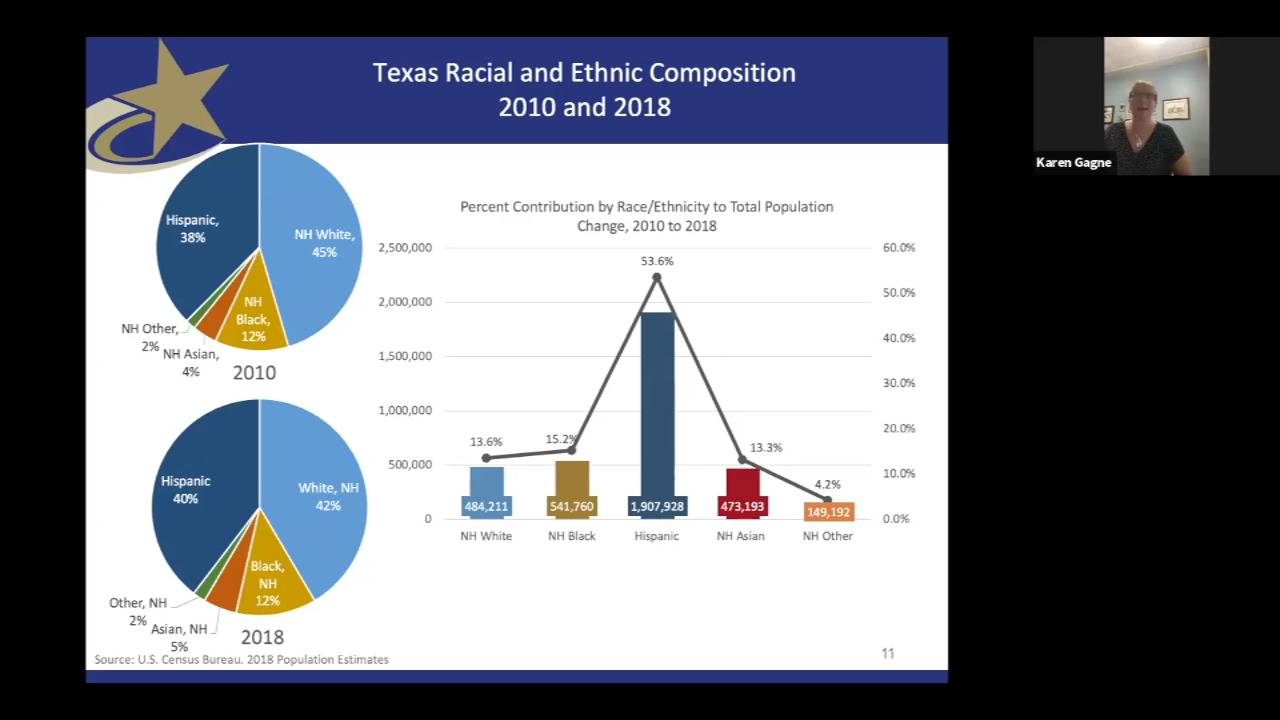 Texas Racial and Ethnic Composition
2010 and 2018
Hispanic,
38%
NH White,
45%
NH
Black,
12%
NH Other,
2%
NH Asian,
4%
2010
Hispanic
40%
White, NH
42%
Black,
NH
12%
Other, NH
2%
Asian, NH
5%
2018
Source: U.S. Census Bureau. 2018 Population Estimates
Percent Contribution by Race/Ethnicity to Total Population
Change, 2010 to 2018
2,500,000
2,000,000
1,500,000
1,000,000
500,000
0
60.0%
50.0%
40.0%
30.0%
20.0%
10.0%
0.0%
13.6%
15.2%
53.6%
13.3%
4.2%
484,211
541,760
1,907,928
473,193
149,192
NH White
NH Black
Hispanic
NH Asian
NH Other
11
Karen Gagne